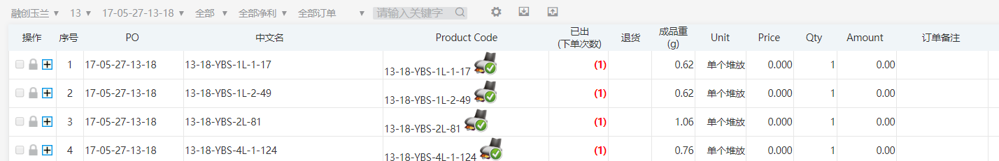 融创玉兰 ▼ 13 ▼ 17-05-27-13-18 ▼ 全部 ▼ 全部净利 ▼ 全部订单 ▼ 请输入关键字
操作 序号 PO 中文名 Product Code 已出 (下单次数) 退货 成品重 (g) Unit Price Qty Amount 订单备注
1 17-05-27-13-18 13-18-YBS-1L-1-17 13-18-YBS-1L-1-17 (1) 0.62 单个堆放 0.000 1 0.00
2 17-05-27-13-18 13-18-YBS-1L-2-49 13-18-YBS-1L-2-49 (1) 0.62 单个堆放 0.000 1 0.00
3 17-05-27-13-18 13-18-YBS-2L-81 13-18-YBS-2L-81 (1) 1.06 单个堆放 0.000 1 0.00
4 17-05-27-13-18 13-18-YBS-4L-1-124 13-18-YBS-4L-1-124 (1) 0.76 单个堆放 0.000 1 0.00